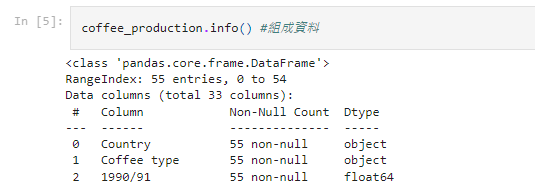 In [5]:
coffee_production.info() #組成資料
<class 'pandas.core.frame.DataFrame'>
RangeIndex: 55 entries, 0 to 54
Data columns (total 33 columns):
 #   Column                Non-Null Count  Dtype
---  ------                --------------  -----
 0   Country               55 non-null     object
 1   Coffee type           55 non-null     object
 2   1990/91               55 non-null     float64